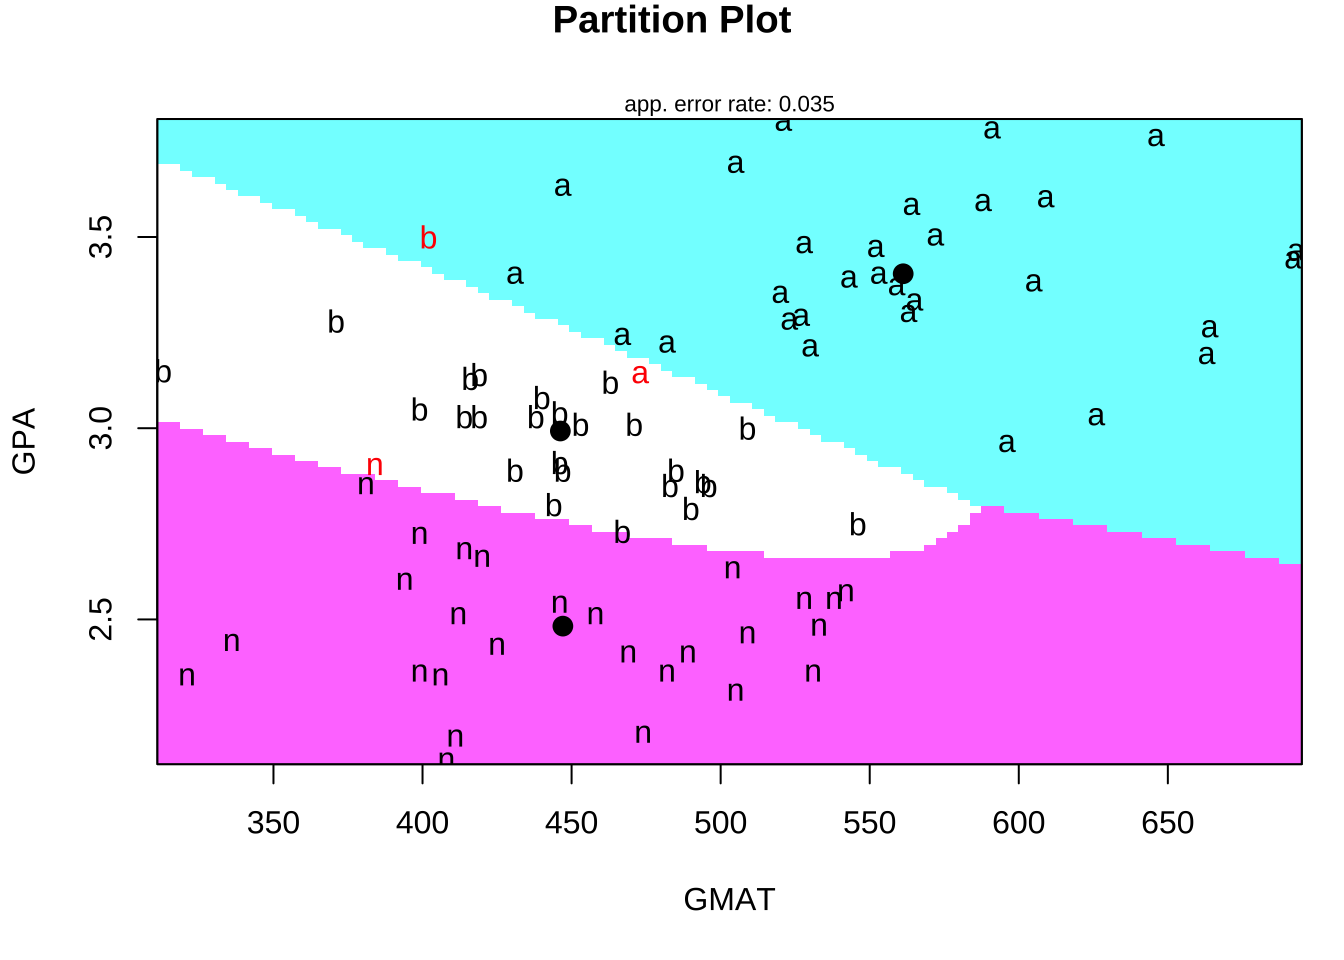 Partition Plot
app. error rate: 0.035
a
a a
a
a
a a a
b a a a
a a
a a a a
a a a
b a a a a
a a a
b b b a b
b b a
b b b b b b b b a
n b b b b b b
n b b
n b b
n n n
n n n n n
n n n n
n n n n n
n n n n n n
n n
n
GPA
3.5
3.0
2.5
350 400 450 500 550 600 650
GMAT